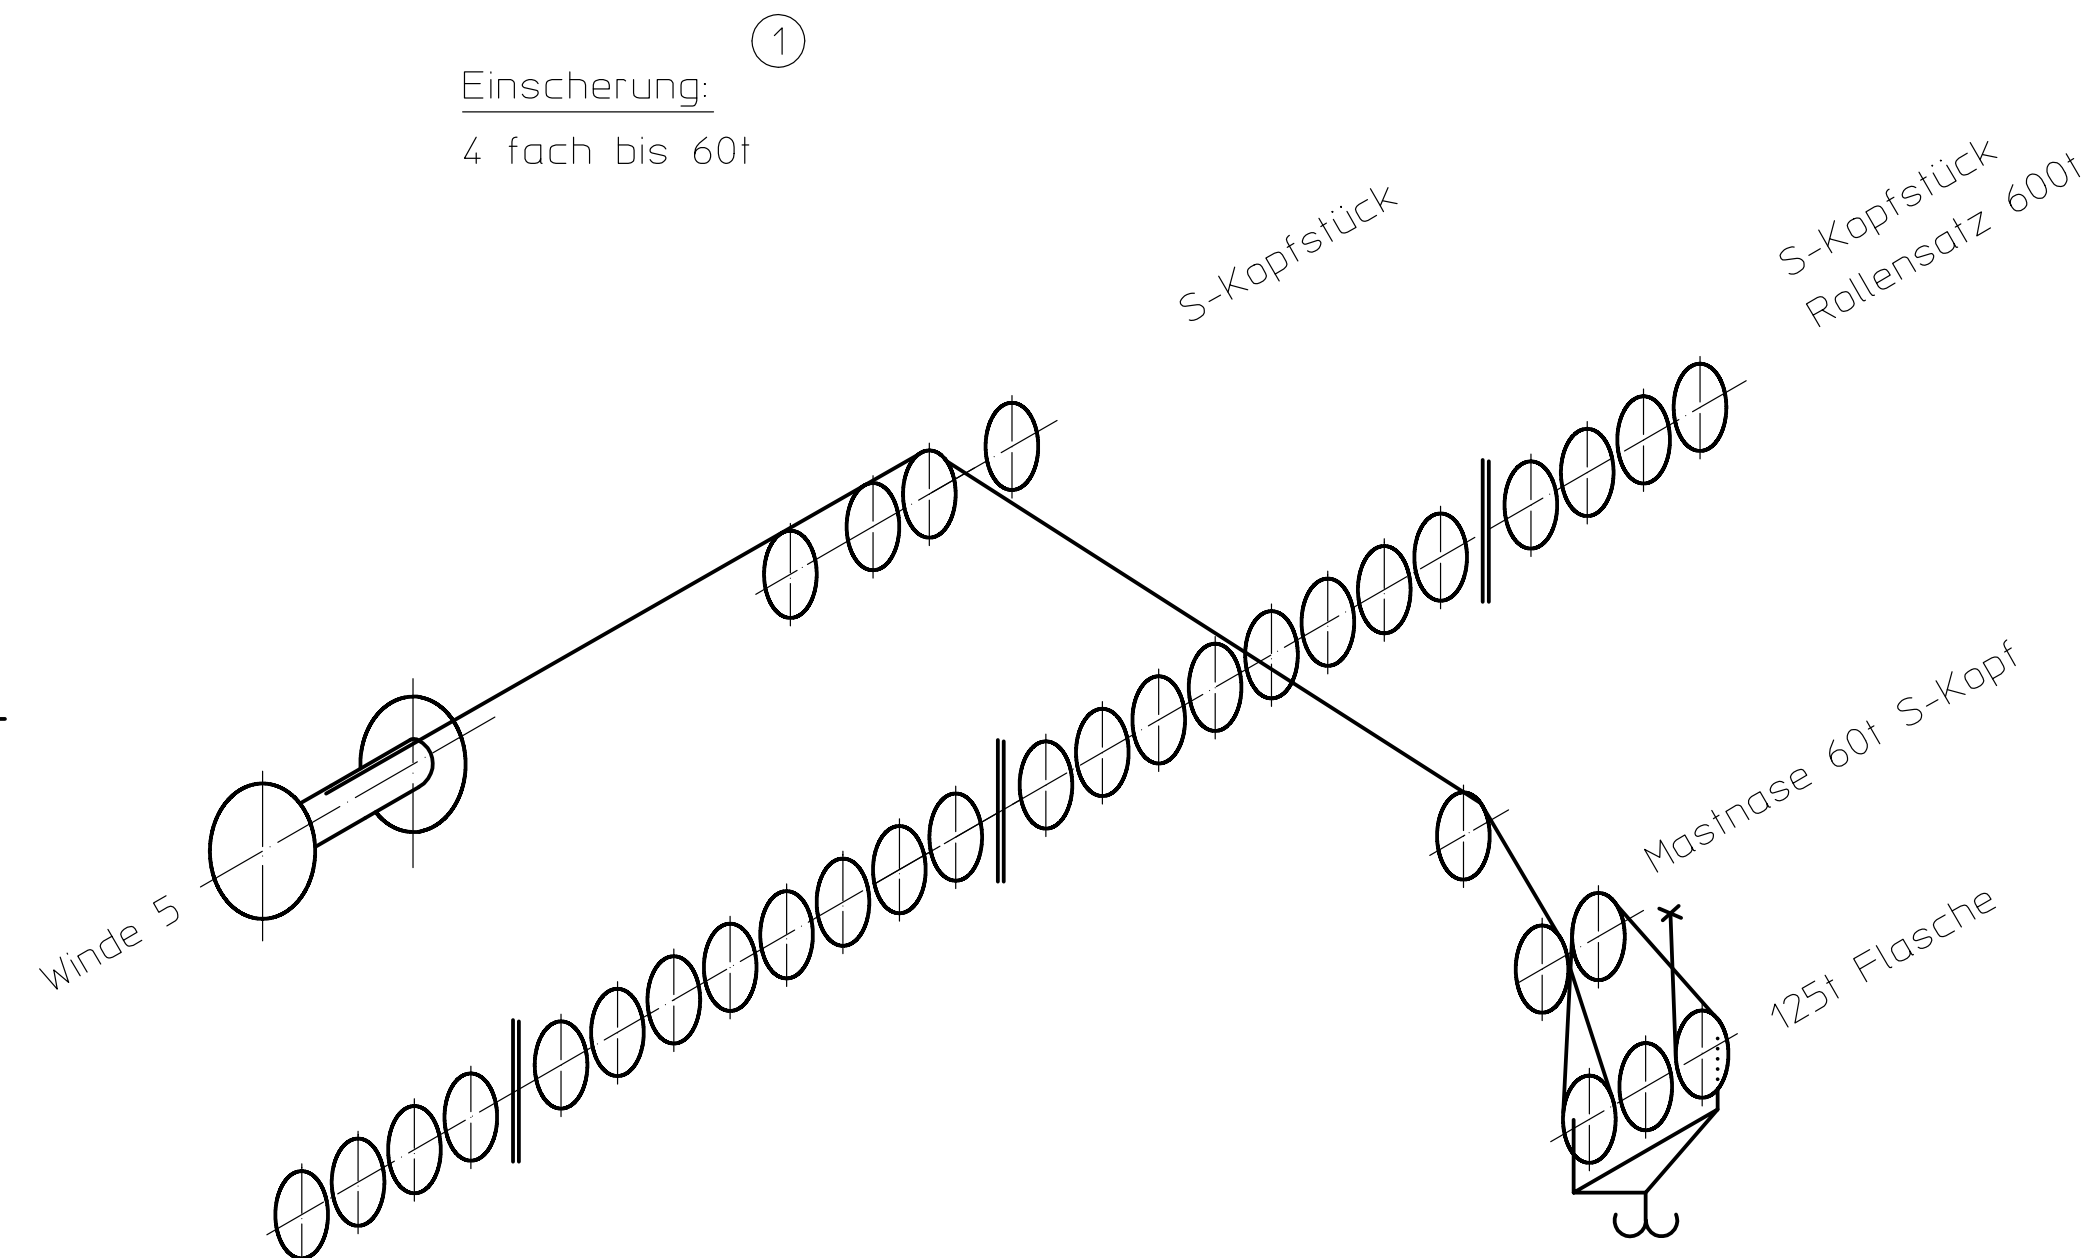 1
Einscherung:
4 fach bis 60t
S-Kopfstück
S-Kopfstück
Rollensatz 600t
Mastnase 60t S-Kopf
125t Flasche
Winde 5